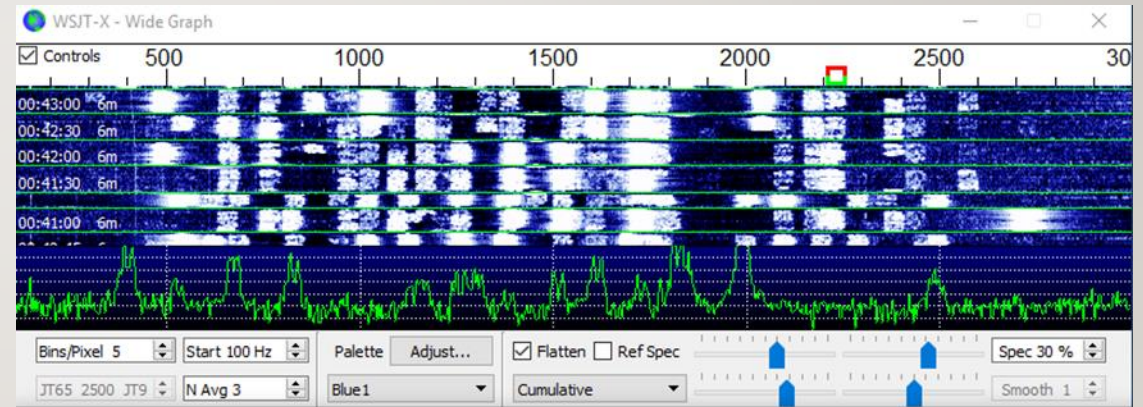 WSJT-X - Wide Graph
Controls 500 1000 1500 2000 2500 30
00:43:00 6m
00:42:30 6m
00:42:00 6m
00:41:30 6m
00:41:00 6m
Bins/Pixel 5 Start 100 Hz Palette Adjust... Flatten Ref Spec Spec 30 %
JT65 2500 JT9 N Avg 3 Blue1 Cumulative Smooth 1